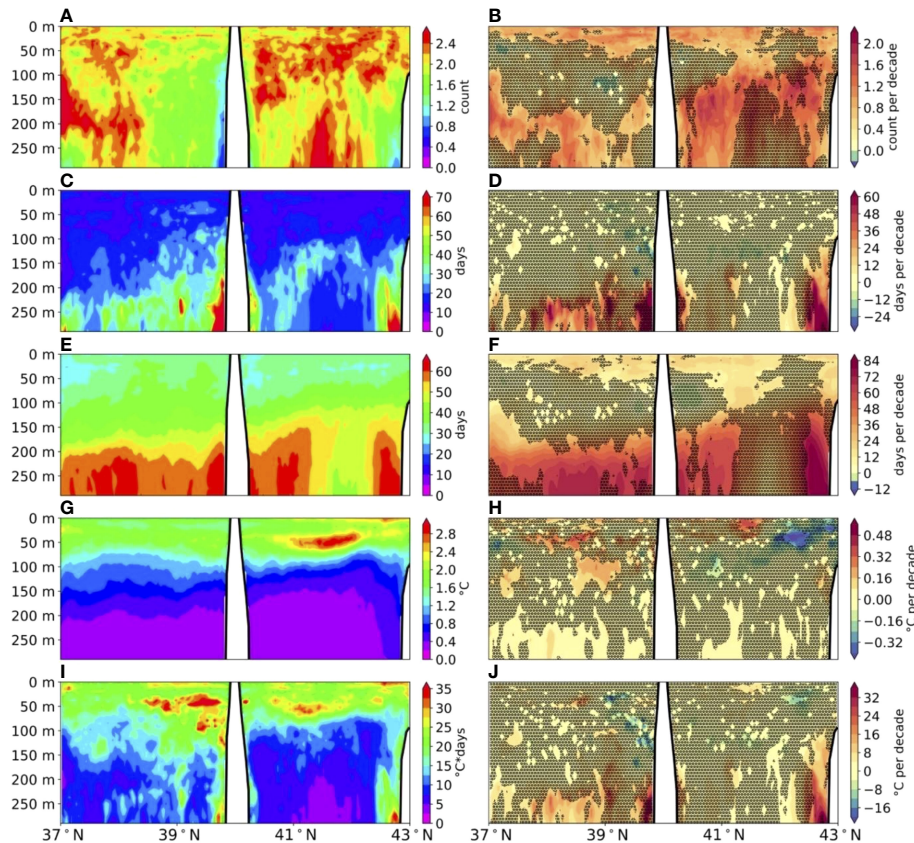 A
0 m
50 m
100 m
150 m
200 m
250 m
2.4
2.0
1.6
1.2
0.8
0.4
0.0
count
B
2.0
1.6
1.2
0.8
0.4
0.0
count per decade
C
0 m
50 m
100 m
150 m
200 m
250 m
70
60
50
40
30
20
10
0
days
D
60
48
36
24
12
0
−12
−24
days per decade
E
0 m
50 m
100 m
150 m
200 m
250 m
60
50
40
30
20
10
0
days
F
84
72
60
48
36
24
12
0
−12
days per decade
G
0 m
50 m
100 m
150 m
200 m
250 m
2.8
2.4
2.0
1.6
1.2
0.8
0.4
0.0
°C
H
0.48
0.32
0.16
0.00
−0.16
−0.32
°C per decade
I
0 m
50 m
100 m
150 m
200 m
250 m
35
30
25
20
15
10
5
0
°C*days
37°N
39°N
41°N
43°N
J
32
24
16
8
0
−8
−16
°C per decade
37°N
39°N
41°N
43°N